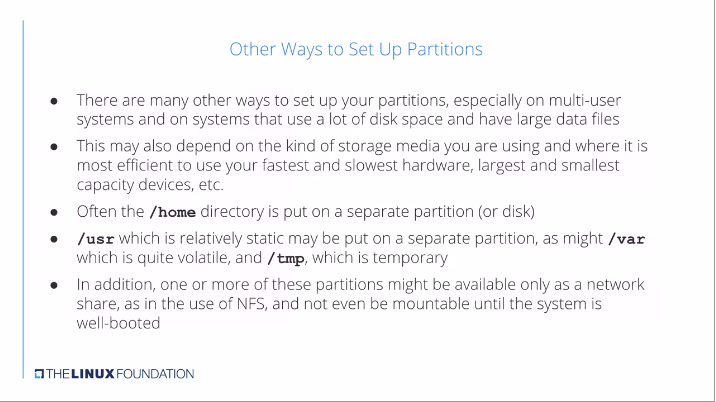 Other Ways to Set Up Partitions
● There are many other ways to set up your partitions, especially on multi-user
systems and on systems that use a lot of disk space and have large data files
● This may also depend on the kind of storage media you are using and where it is
most efficient to use your fastest and slowest hardware, largest and smallest
capacity devices, etc.
● Often the /home directory is put on a separate partition (or disk)
● /usr which is relatively static may be put on a separate partition, as might /var
which is quite volatile, and /tmp, which is temporary
● In addition, one or more of these partitions might be available only as a network
share, as in the use of NFS, and not even be mountable until the system is
well-booted
THE LINUX FOUNDATION